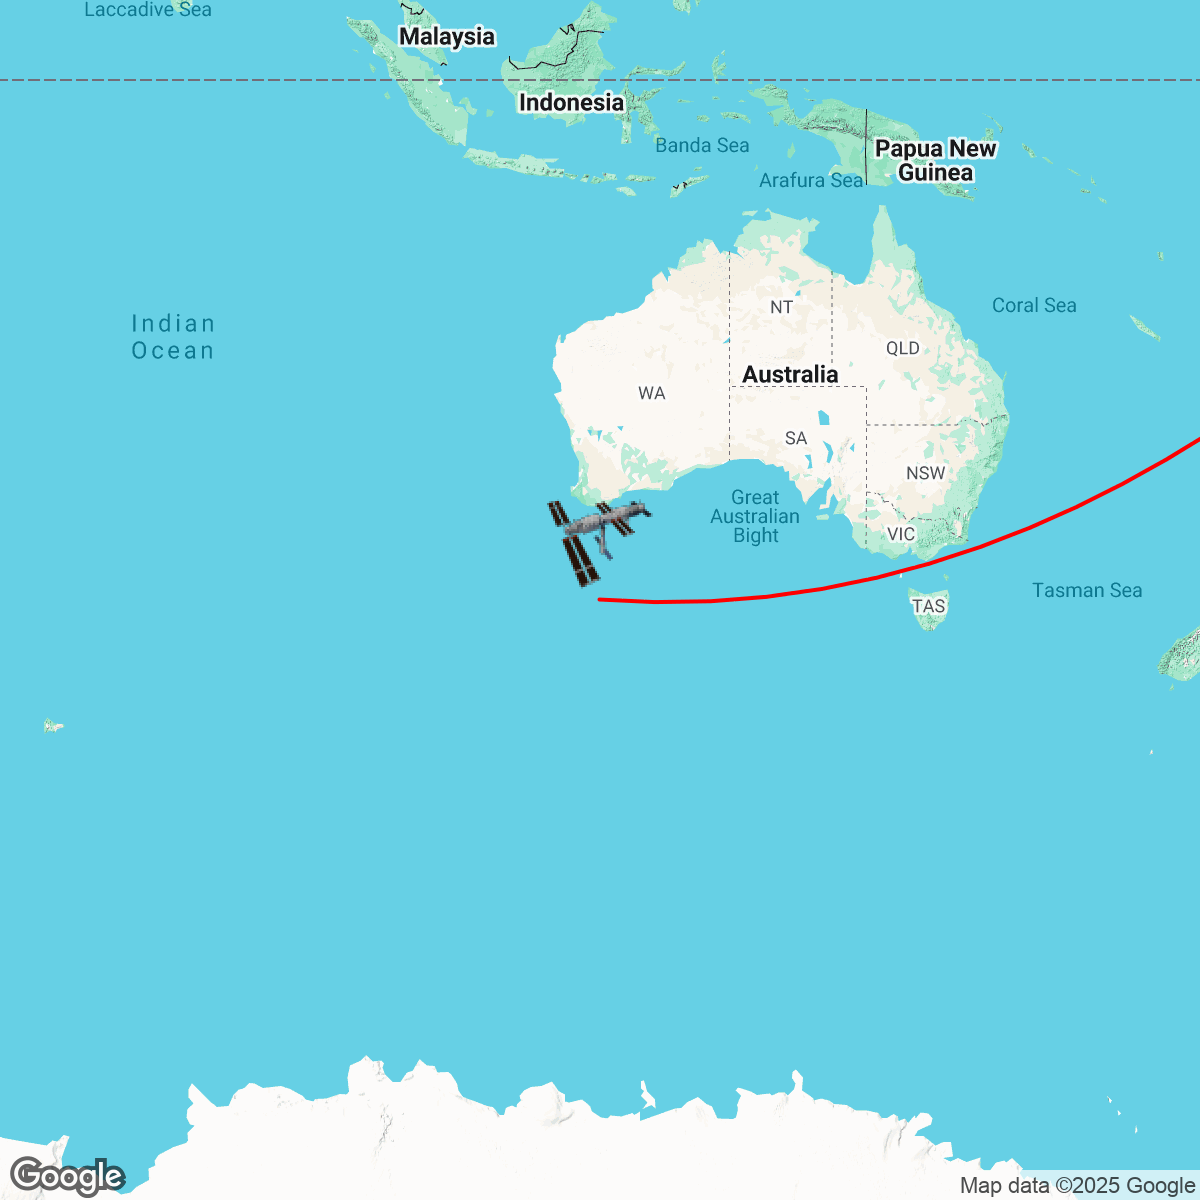 Laccadive Sea
Malaysia
Indonesia
Banda Sea
Papua New
Guinea
Arafura Sea
Indian
Ocean
NT
Coral Sea
QLD
Australia
WA
SA
NSW
Great
Australian
Bight
VIC
Tasman Sea
TAS
Google
Map data ©2025 Google